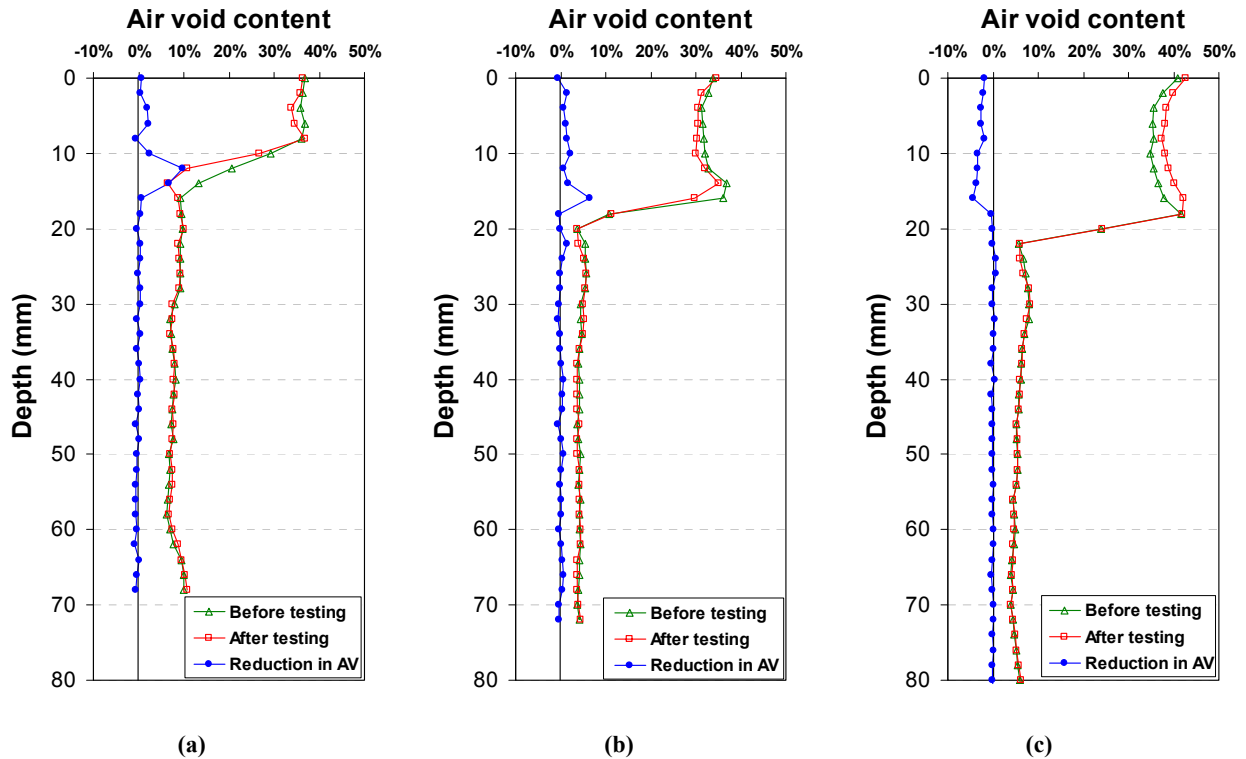 Air void content
-10% 0% 10% 20% 30% 40% 50%
0
10
20
30
40
50
60
70
80
Depth (mm)
Before testing
After testing
Reduction in AV
(a)
Air void content
-10% 0% 10% 20% 30% 40% 50%
0
10
20
30
40
50
60
70
80
Depth (mm)
Before testing
After testing
Reduction in AV
(b)
Air void content
-10% 0% 10% 20% 30% 40% 50%
0
10
20
30
40
50
60
70
80
Depth (mm)
Before testing
After testing
Reduction in AV
(c)